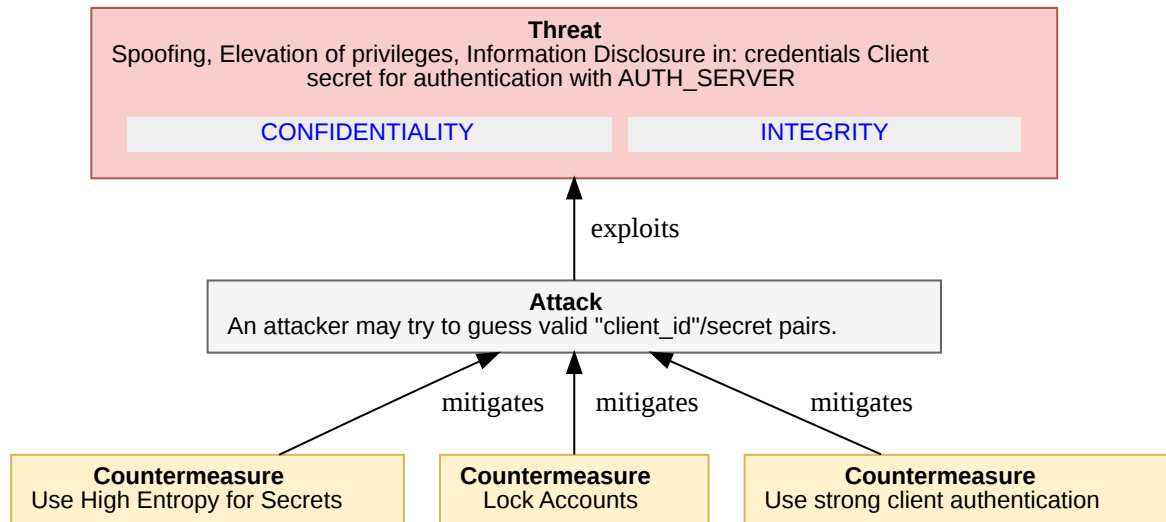 Threat
Spoofing, Elevation of privileges, Information Disclosure in: credentials Client
secret for authentication with AUTH_SERVER
CONFIDENTIALITY
INTEGRITY
exploits
Attack
An attacker may try to guess valid "client_id"/secret pairs.
mitigates
mitigates
mitigates
Countermeasure
Use High Entropy for Secrets
Countermeasure
Lock Accounts
Countermeasure
Use strong client authentication